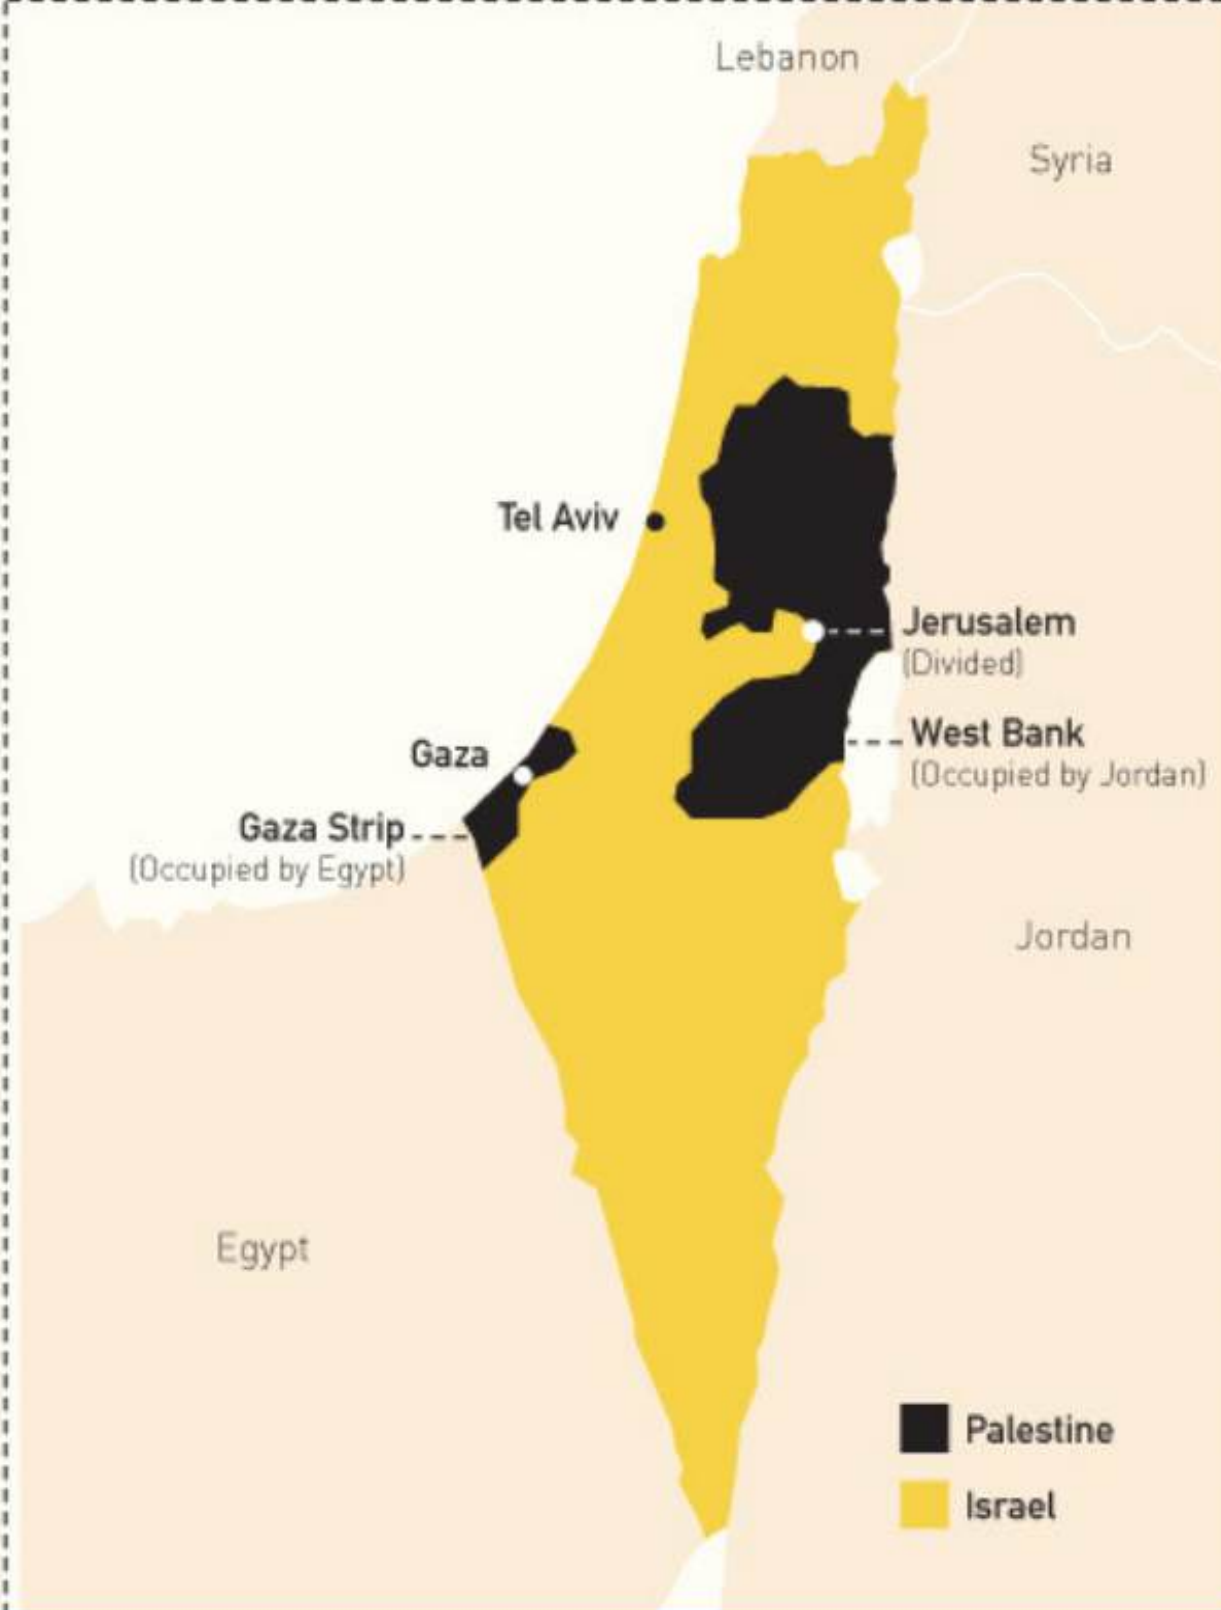 Lebanon
Syria
Tel Aviv
Jerusalem
(Divided)
West Bank
(Occupied by Jordan)
Gaza
Gaza Strip
(Occupied by Egypt)
Jordan
Egypt
Palestine
Israel